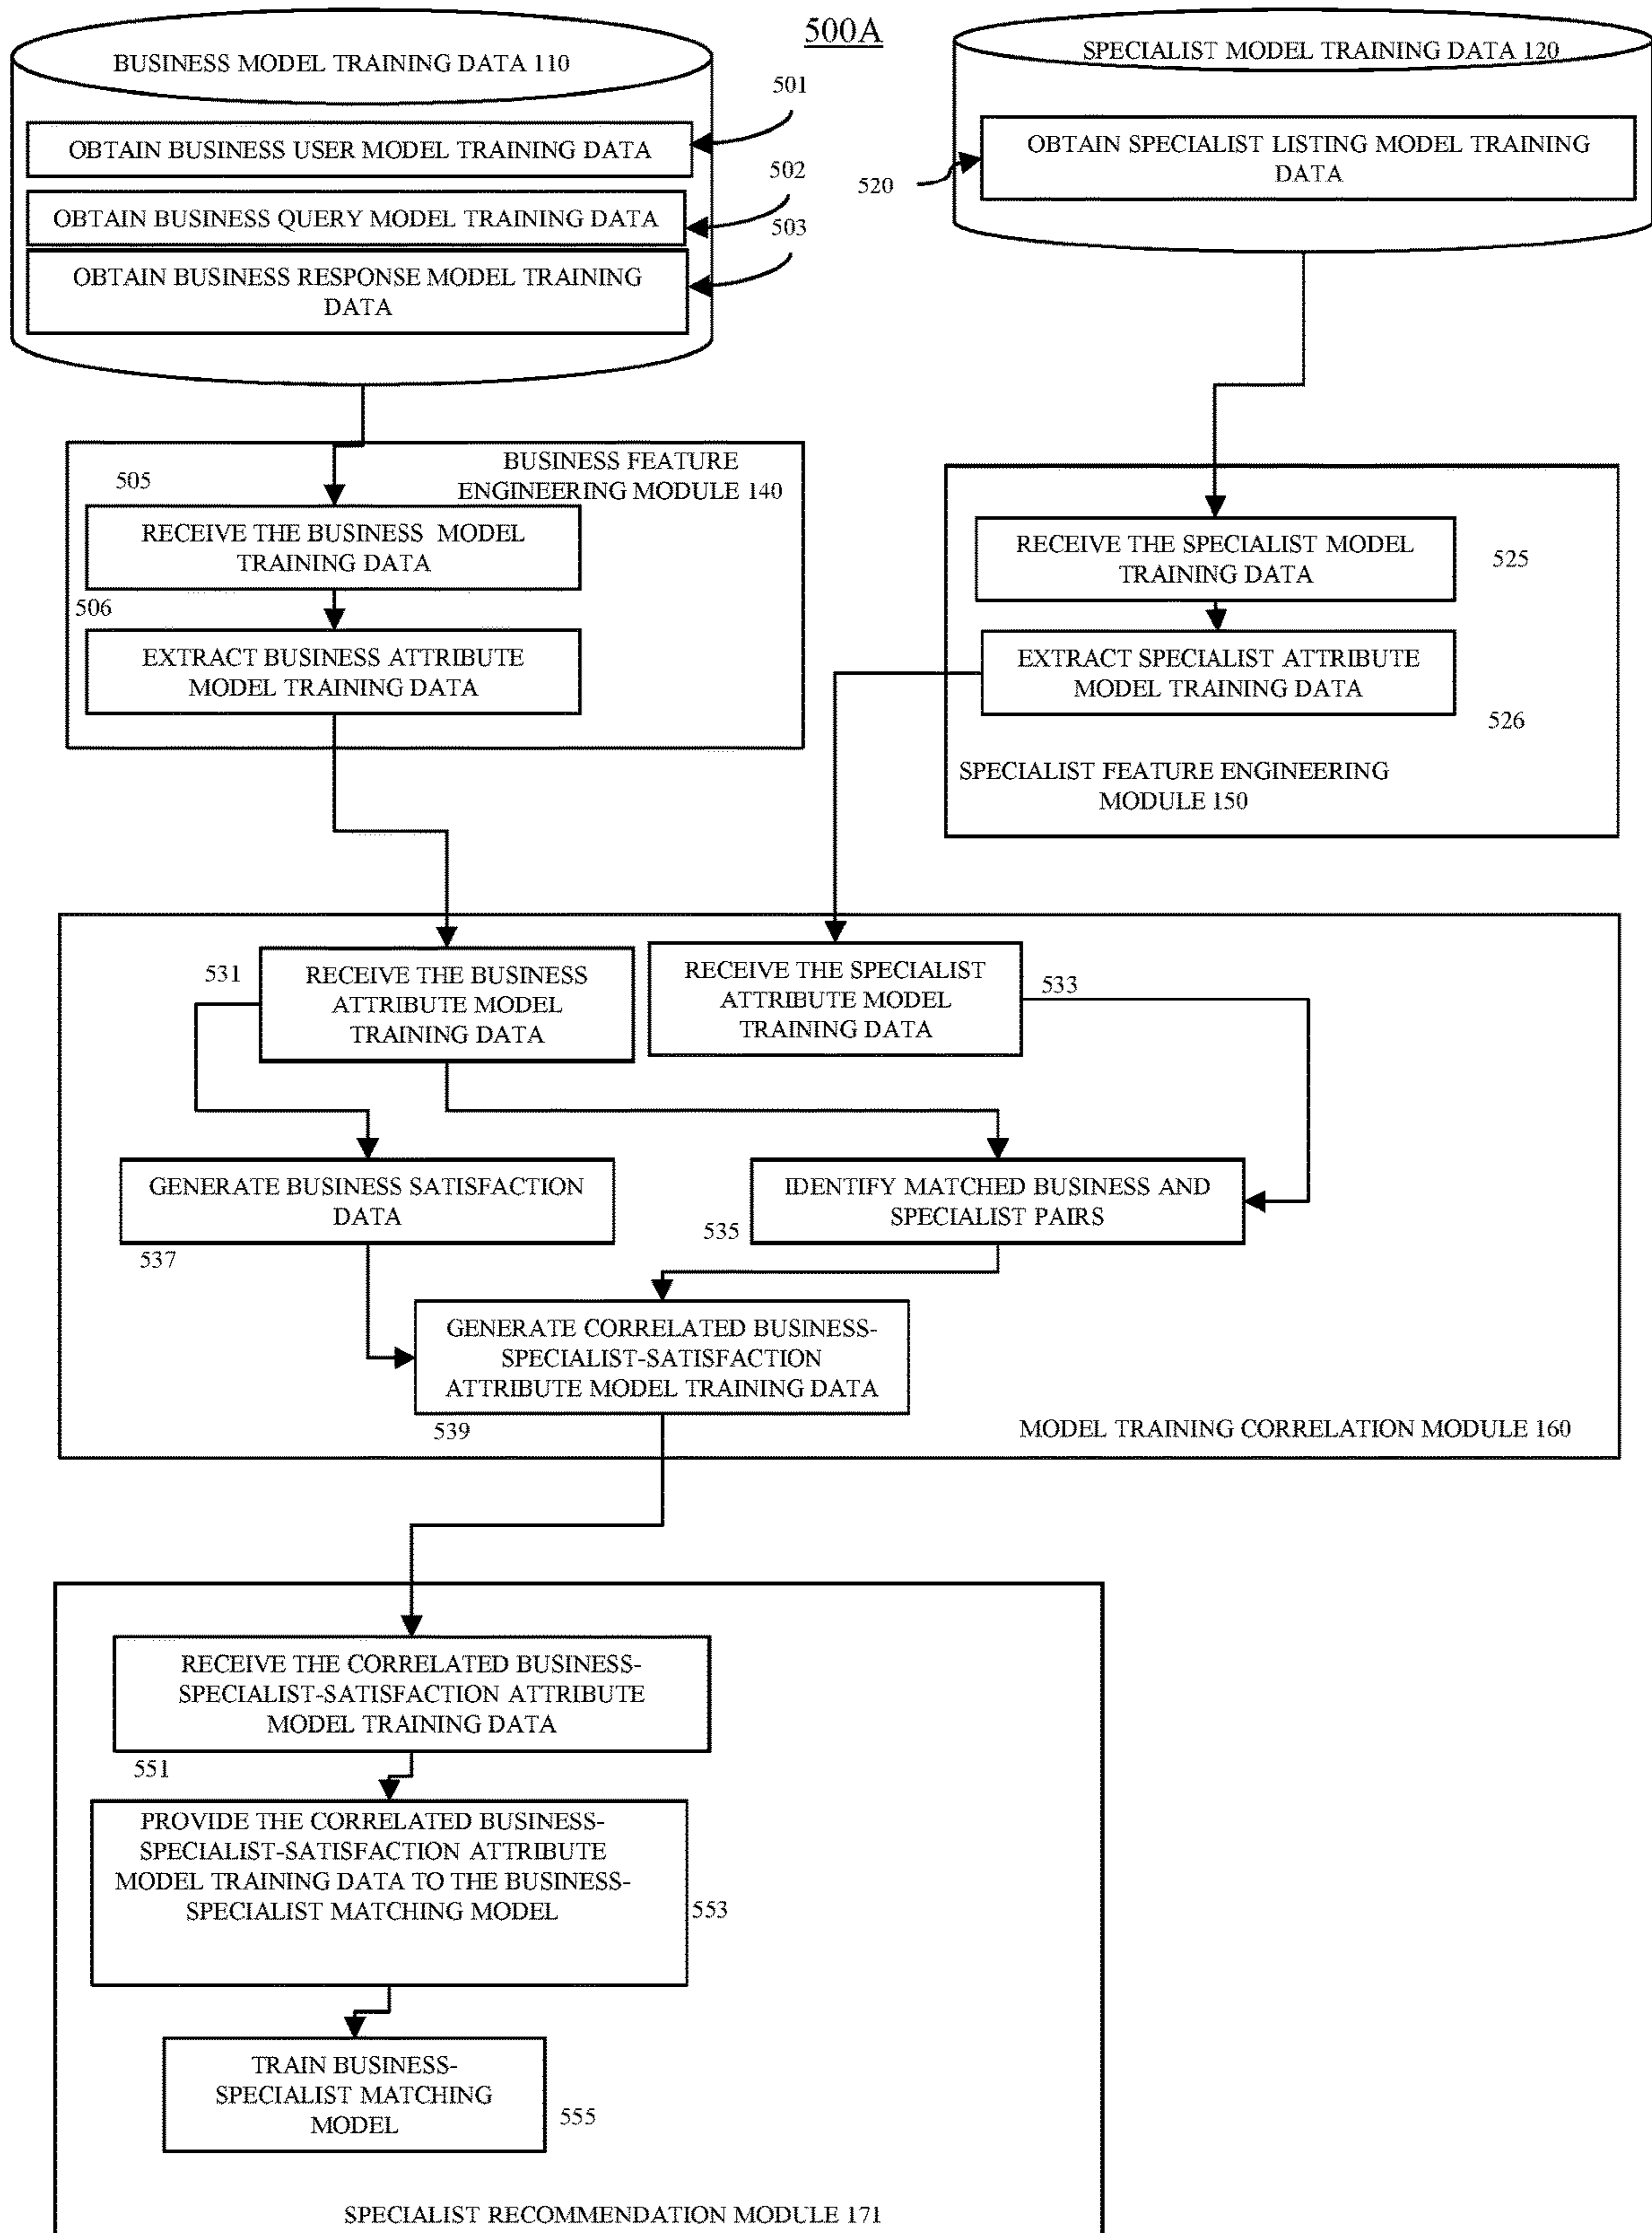 500A
BUSINESS MODEL TRAINING DATA 110
501
OBTAIN BUSINESS USER MODEL TRAINING DATA
502
OBTAIN BUSINESS QUERY MODEL TRAINING DATA
503
OBTAIN BUSINESS RESPONSE MODEL TRAINING
DATA
SPECIALIST MODEL TRAINING DATA 120
OBTAIN SPECIALIST LISTING MODEL TRAINING
DATA
520
BUSINESS FEATURE
ENGINEERING MODULE 140
505
RECEIVE THE BUSINESS MODEL
TRAINING DATA
506
EXTRACT BUSINESS ATTRIBUTE
MODEL TRAINING DATA
RECEIVE THE SPECIALIST MODEL
TRAINING DATA
525
EXTRACT SPECIALIST ATTRIBUTE
MODEL TRAINING DATA
526
SPECIALIST FEATURE ENGINEERING
MODULE 150
531
RECEIVE THE BUSINESS
ATTRIBUTE MODEL
TRAINING DATA
RECEIVE THE SPECIALIST
ATTRIBUTE MODEL
TRAINING DATA
533
GENERATE BUSINESS SATISFACTION
DATA
537
IDENTIFY MATCHED BUSINESS AND
SPECIALIST PAIRS
535
GENERATE CORRELATED BUSINESS-
SPECIALIST-SATISFACTION
ATTRIBUTE MODEL TRAINING DATA
539
MODEL TRAINING CORRELATION MODULE 160
RECEIVE THE CORRELATED BUSINESS-
SPECIALIST-SATISFACTION ATTRIBUTE
MODEL TRAINING DATA
551
PROVIDE THE CORRELATED BUSINESS-
SPECIALIST-SATISFACTION ATTRIBUTE
MODEL TRAINING DATA TO THE BUSINESS-
SPECIALIST MATCHING MODEL
553
TRAIN BUSINESS-
SPECIALIST MATCHING
MODEL
555
SPECIALIST RECOMMENDATION MODULE 171